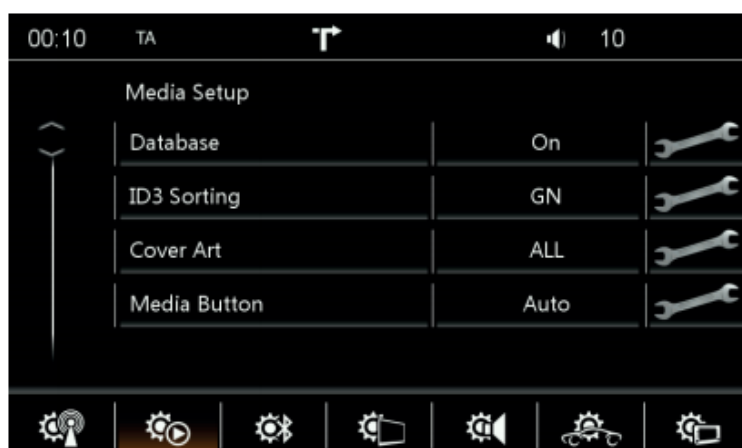 00:10 TA 10
Media Setup
Database On
ID3 Sorting GN
Cover Art ALL
Media Button Auto